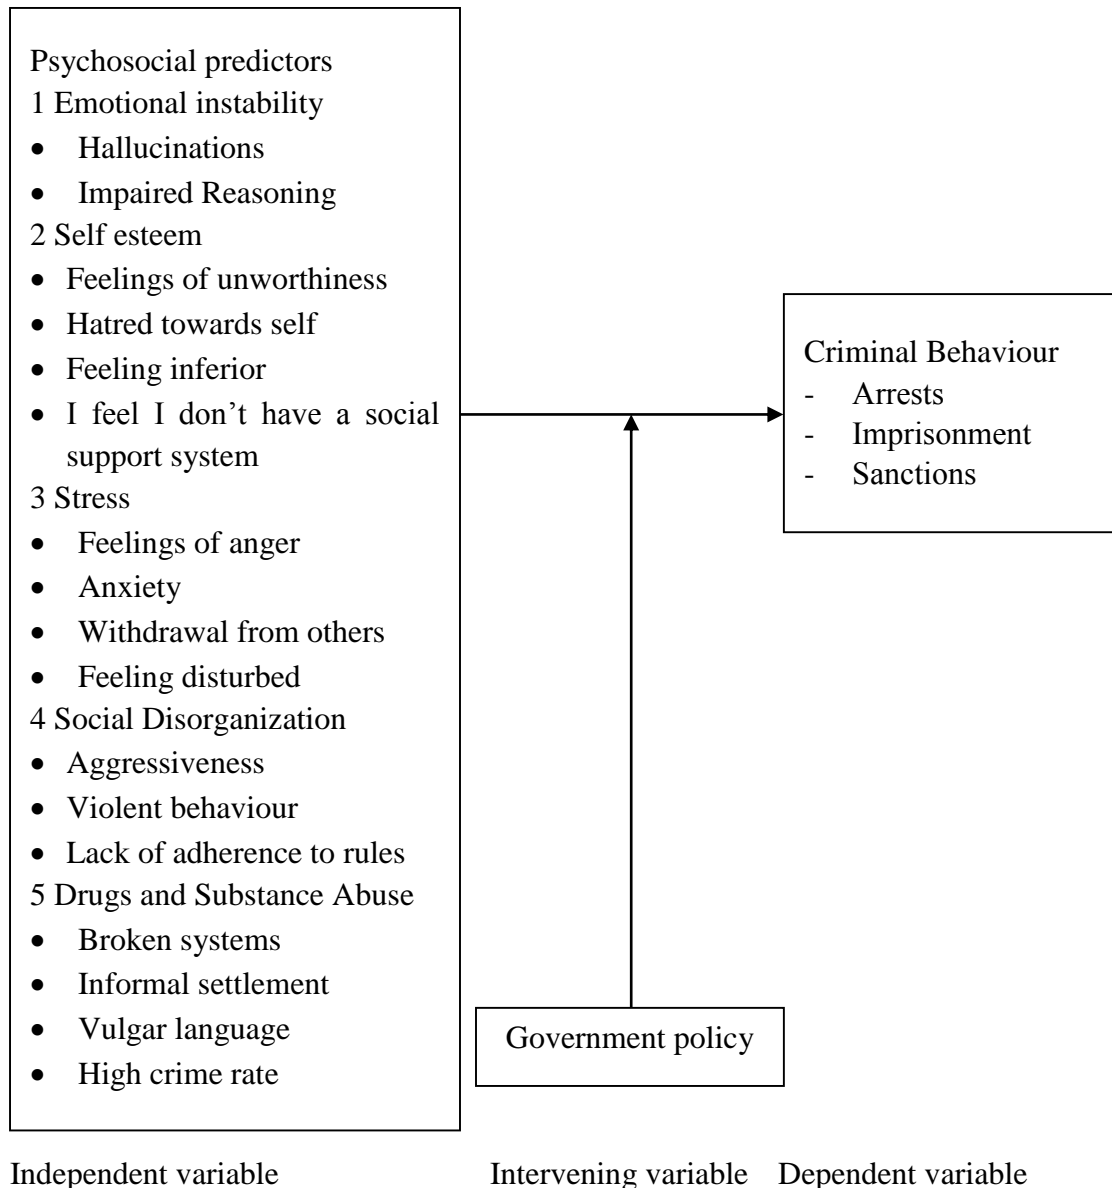 Psychosocial predictors
1 Emotional instability
• Hallucinations
• Impaired Reasoning
2 Self esteem
• Feelings of unworthiness
• Hatred towards self
• Feeling inferior
• I feel I don’t have a social
support system
3 Stress
• Feelings of anger
• Anxiety
• Withdrawal from others
• Feeling disturbed
4 Social Disorganization
• Aggressiveness
• Violent behaviour
• Lack of adherence to rules
5 Drugs and Substance Abuse
• Broken systems
• Informal settlement
• Vulgar language
• High crime rate
Government policy
Criminal Behaviour
- Arrests
- Imprisonment
- Sanctions
Independent variable
Intervening variable
Dependent variable